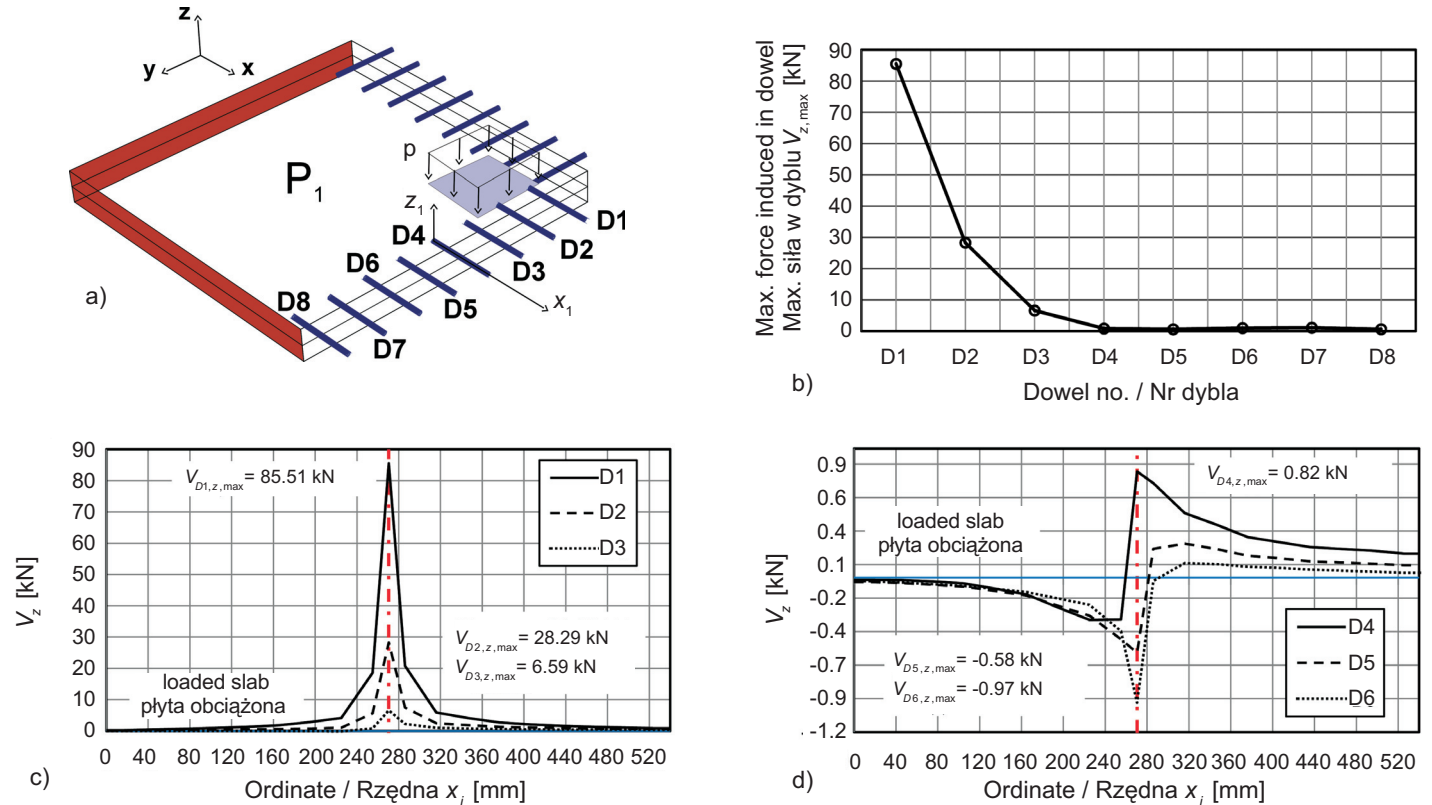 z
y
x
p
P1
z1
D1
D4
D2
D6
D3
D8
D5
x1
D7
a)
Max. force induced in dowel
Max. siła w dyblu Vz,max [kN]
90
80
70
60
50
40
30
20
10
0
D1 D2 D3 D4 D5 D6 D7 D8
Dowel no. / Nr dybla
b)
Vz [kN]
90
80
70
60
50
40
30
20
10
0
VD1,z,max= 85.51 kN
D1
D2
D3
VD2,z,max= 28.29 kN
VD3,z,max= 6.59 kN
loaded slab
płyta obciążona
0 40 80 120 160 200 240 280 320 360 400 440 480 520
Ordinate / Rzędna xi [mm]
c)
Vz [kN]
0.9
0.6
0.4
0.1
-0.2
-0.4
-0.7
-0.9
-1.2
VD4,z,max= 0.82 kN
loaded slab
płyta obciążona
VD5,z,max= -0.58 kN
VD6,z,max= -0.97 kN
D4
D5
D6
0 40 80 120 160 200 240 280 320 360 400 440 480 520
Ordinate / Rzędna xi [mm]
d)